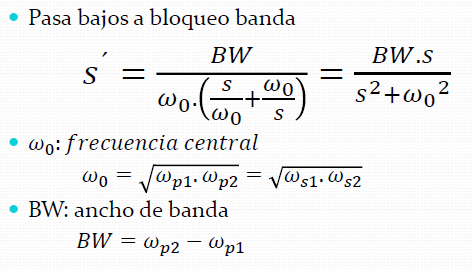 • Pasa bajos a bloqueo banda
s´ = BW / (ω₀.(s/ω₀ + ω₀/s)) = BW.s / (s²+ω₀²)
• ω₀: frecuencia central
ω₀ = √(ωₚ₁.ωₚ₂) = √(ωₛ₁.ωₛ₂)
• BW: ancho de banda
BW = ωₚ₂ − ωₚ₁